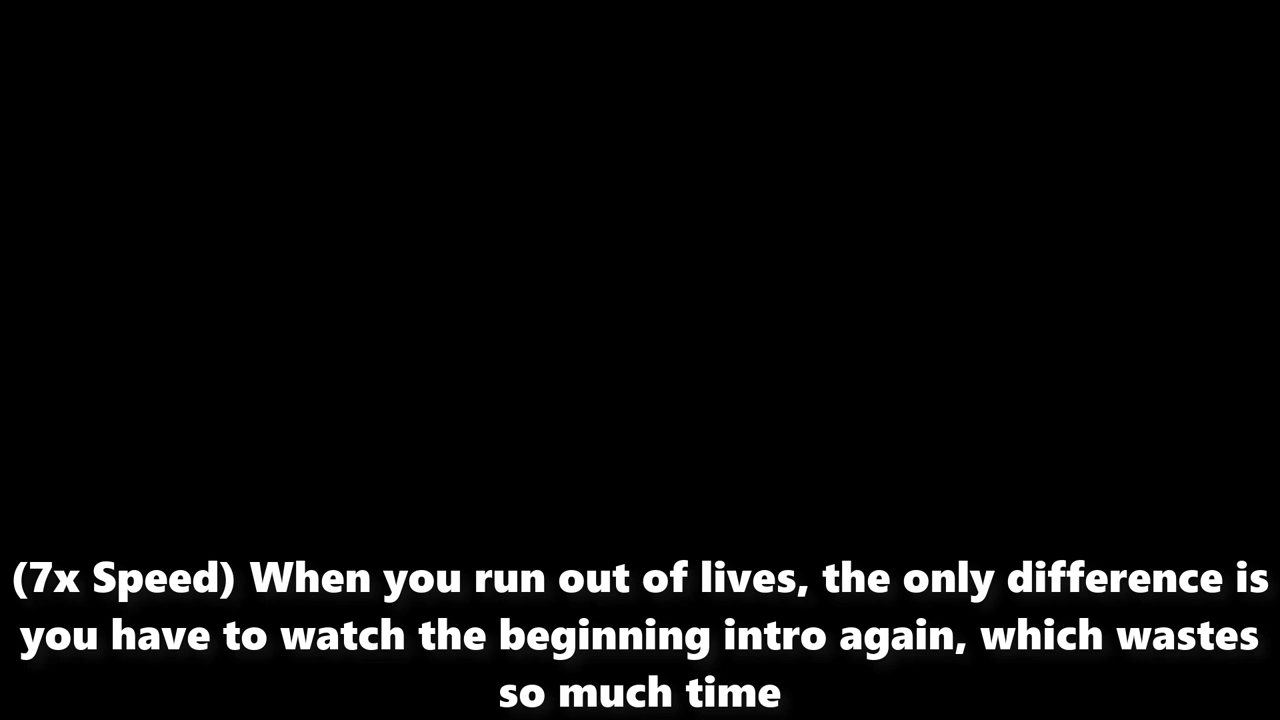 (7x Speed) When you run out of lives, the only difference is
you have to watch the beginning intro again, which wastes
so much time